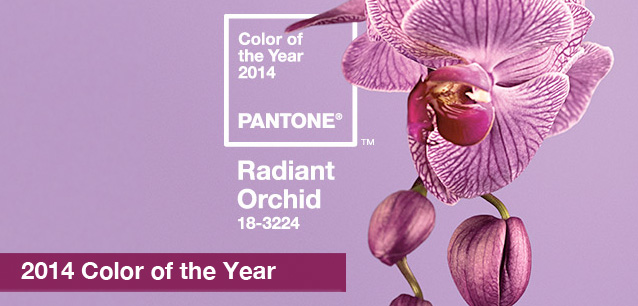 Color of
the Year
2014
PANTONE®
™
Radiant
Orchid
18-3224
2014 Color of the Year